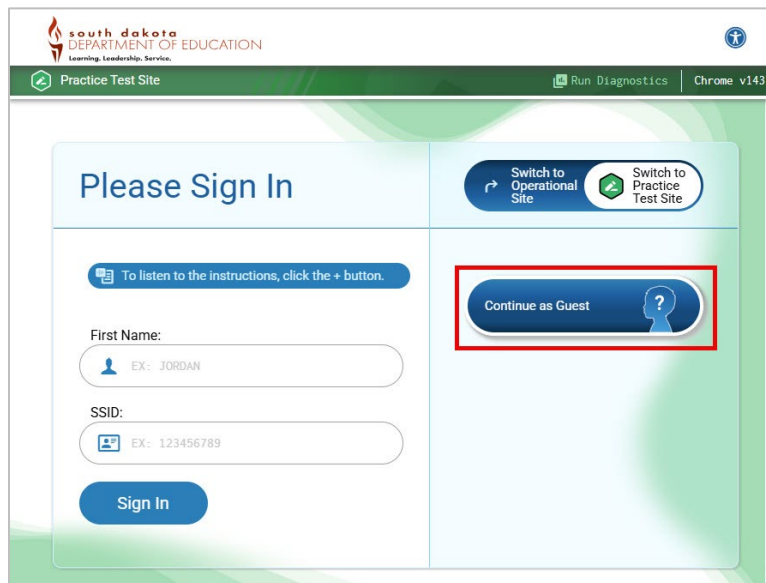 south dakota
DEPARTMENT OF EDUCATION
Learning. Leadership. Service.
Practice Test Site
Run Diagnostics
Chrome v143
Please Sign In
Switch to
Operational
Site
Switch to
Practice
Test Site
To listen to the instructions, click the + button.
Continue as Guest
?
First Name:
EX: JORDAN
SSID:
EX: 123456789
Sign In